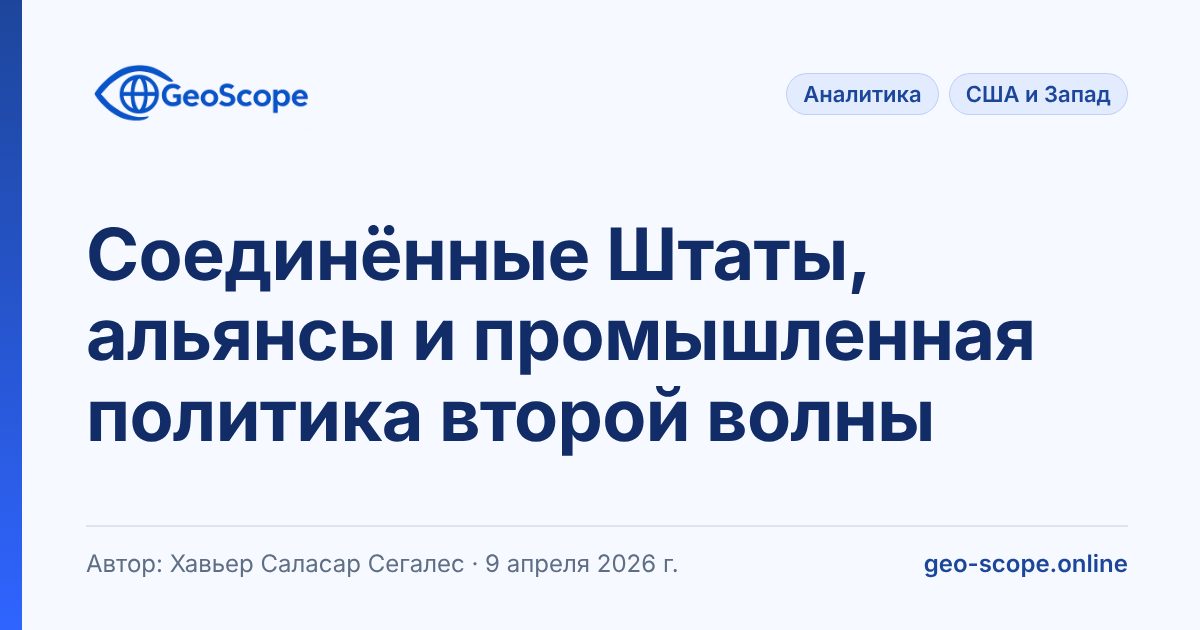 GeoScope
Аналитика
США и Запад
Соединённые Штаты,
альянсы и промышленная
политика второй волны
Автор: Хавьер Саласар Сегалес · 9 апреля 2026 г.
geo-scope.online